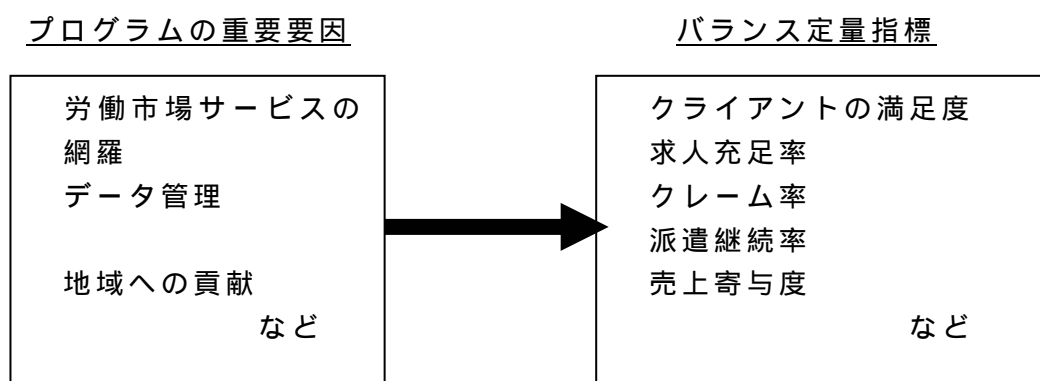 プログラムの重要要因
バランス定量指標
労働市場サービスの
網羅
データ管理
地域への貢献
など
クライアントの満足度
求人充足率
クレーム率
派遣継続率
売上寄与度
など